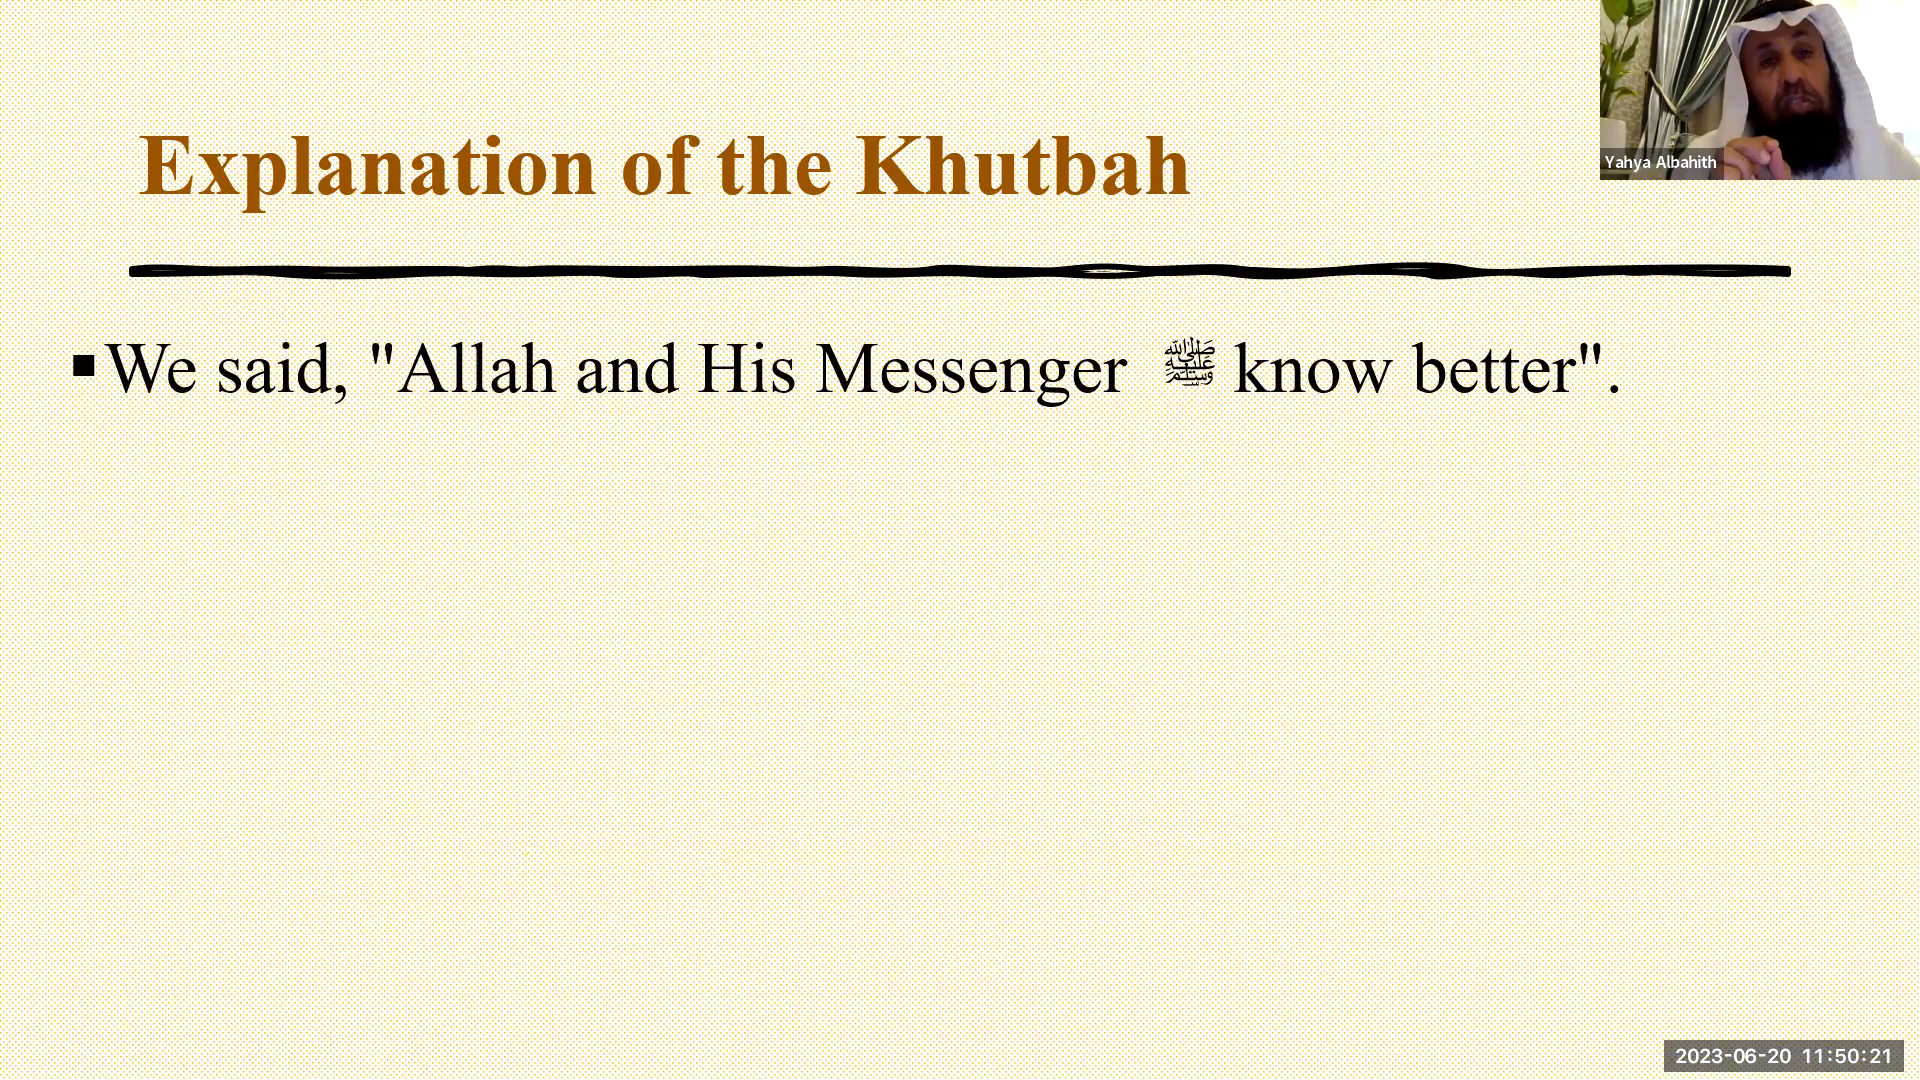 Yahya Albahith
Explanation of the Khutbah
▪We said, "Allah and His Messenger ﷺ know better".
2023-06-20 11:50:21